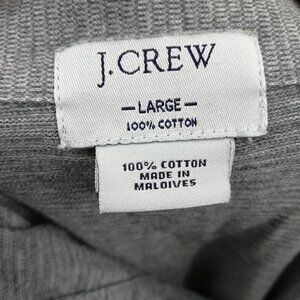 J.CREW
—LARGE—
100% COTTON
100% COTTON
MADE IN
MALDIVES